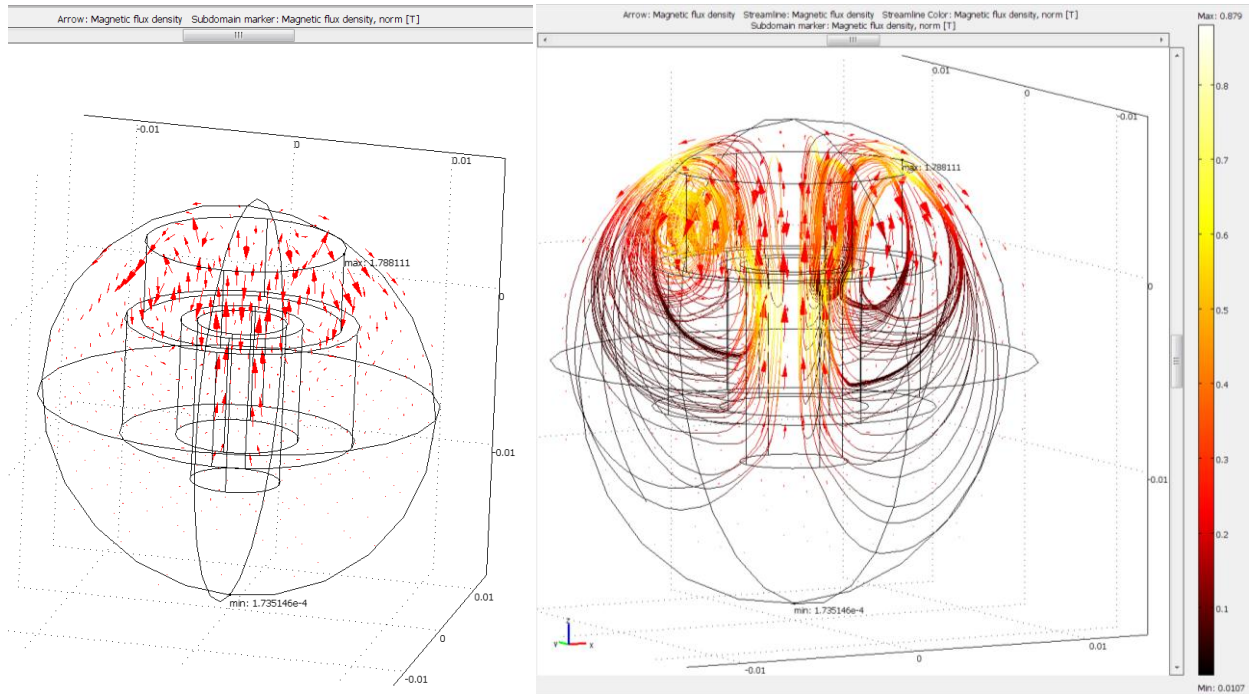 Arrow: Magnetic flux density Subdomain marker: Magnetic flux density, norm [T]
-0.01
0
0.01
max: 1.788111
0
-0.01
min: 1.735146e-4
0.01
0
-0.01
Arrow: Magnetic flux density Streamline: Magnetic flux density Streamline Color: Magnetic flux density, norm [T]
Subdomain marker: Magnetic flux density, norm [T]
0.01
0
-0.01
max: 1.788111
0
-0.01
min: 1.735146e-4
z
y x
-0.01
0
0.01
Max: 0.879
0.8
0.7
0.6
0.5
0.4
0.3
0.2
0.1
Min: 0.0107